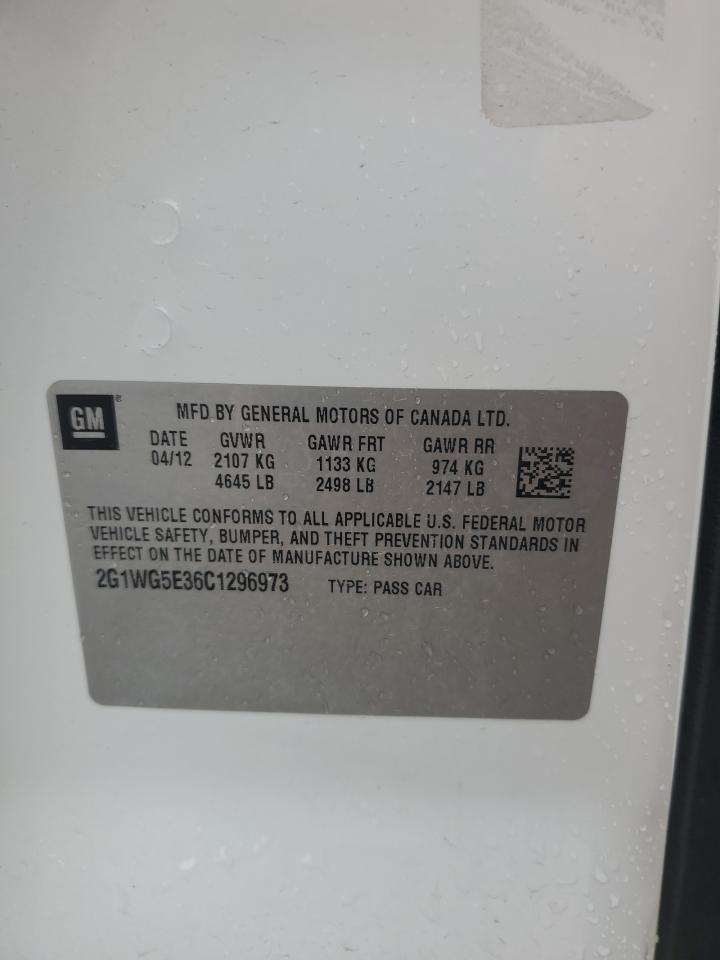 GM ®
MFD BY GENERAL MOTORS OF CANADA LTD.
DATE GVWR GAWR FRT GAWR RR
04/12 2107 KG 1133 KG 974 KG
4645 LB 2498 LB 2147 LB
THIS VEHICLE CONFORMS TO ALL APPLICABLE U.S. FEDERAL MOTOR
VEHICLE SAFETY, BUMPER, AND THEFT PREVENTION STANDARDS IN
EFFECT ON THE DATE OF MANUFACTURE SHOWN ABOVE.
2G1WG5E36C1296973 TYPE: PASS CAR